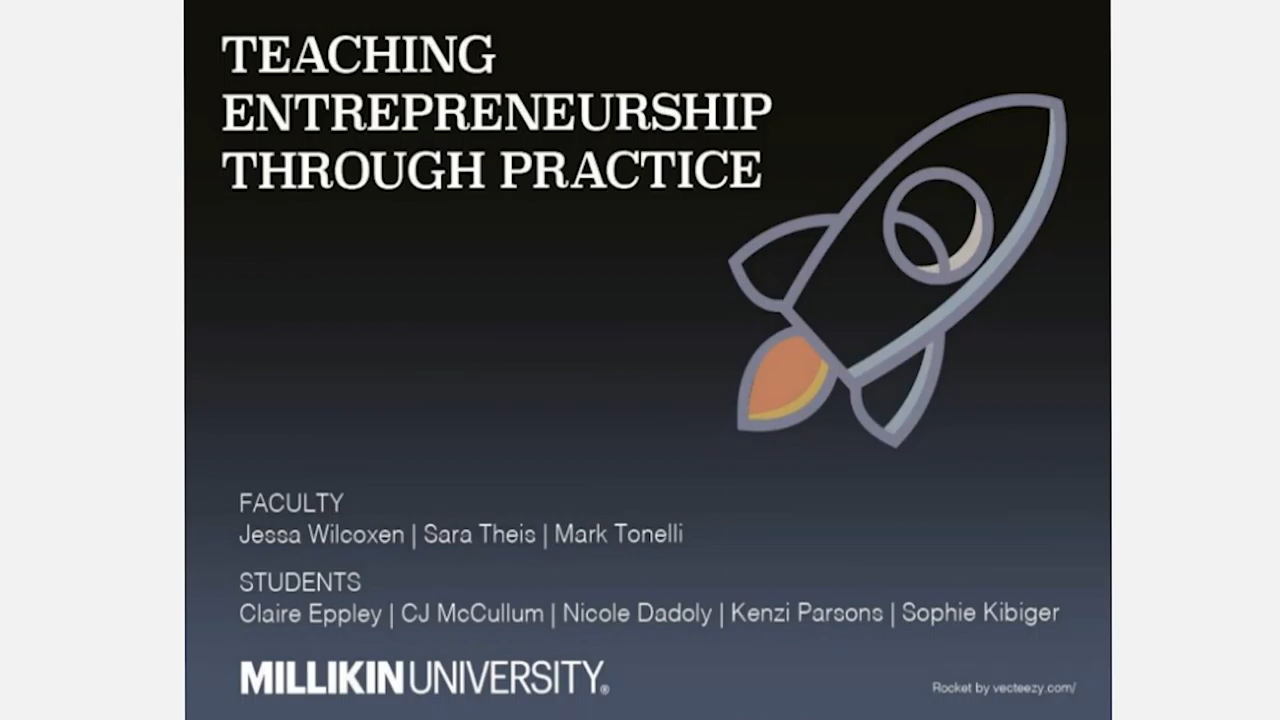 TEACHING
ENTREPRENEURSHIP
THROUGH PRACTICE
FACULTY
Jessa Wilcoxen | Sara Theis | Mark Tonelli
STUDENTS
Claire Eppley | CJ McCullum | Nicole Dadoly | Kenzi Parsons | Sophie Kibiger
MILLIKIN UNIVERSITY®
Rocket by vecteezy.com/